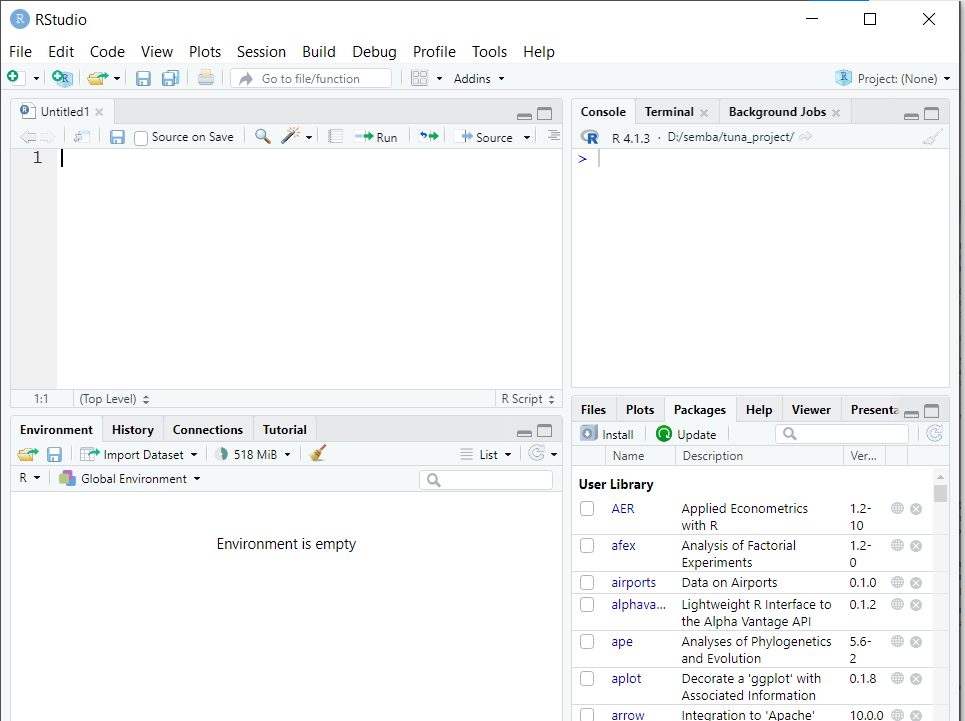 R RStudio
File Edit Code View Plots Session Build Debug Profile Tools Help
Go to file/function Addins Project: (None)
Untitled1
Source on Save Run Source
1
1:1 (Top Level) R Script
Console Terminal Background Jobs
R 4.1.3 · D:/semba/tuna_project/
>
Environment History Connections Tutorial
Import Dataset 518 MiB List
R Global Environment
Environment is empty
Files Plots Packages Help Viewer Presenta
Install Update
Name Description Ver...
User Library
AER Applied Econometrics 1.2-
with R 10
afex Analysis of Factorial 1.2-
Experiments 0
airports Data on Airports 0.1.0
alphava... Lightweight R Interface to 0.1.2
the Alpha Vantage API
ape Analyses of Phylogenetics 5.6-
and Evolution 2
aplot Decorate a 'ggplot' with 0.1.8
Associated Information
arrow Integration to 'Apache' 10.0.0